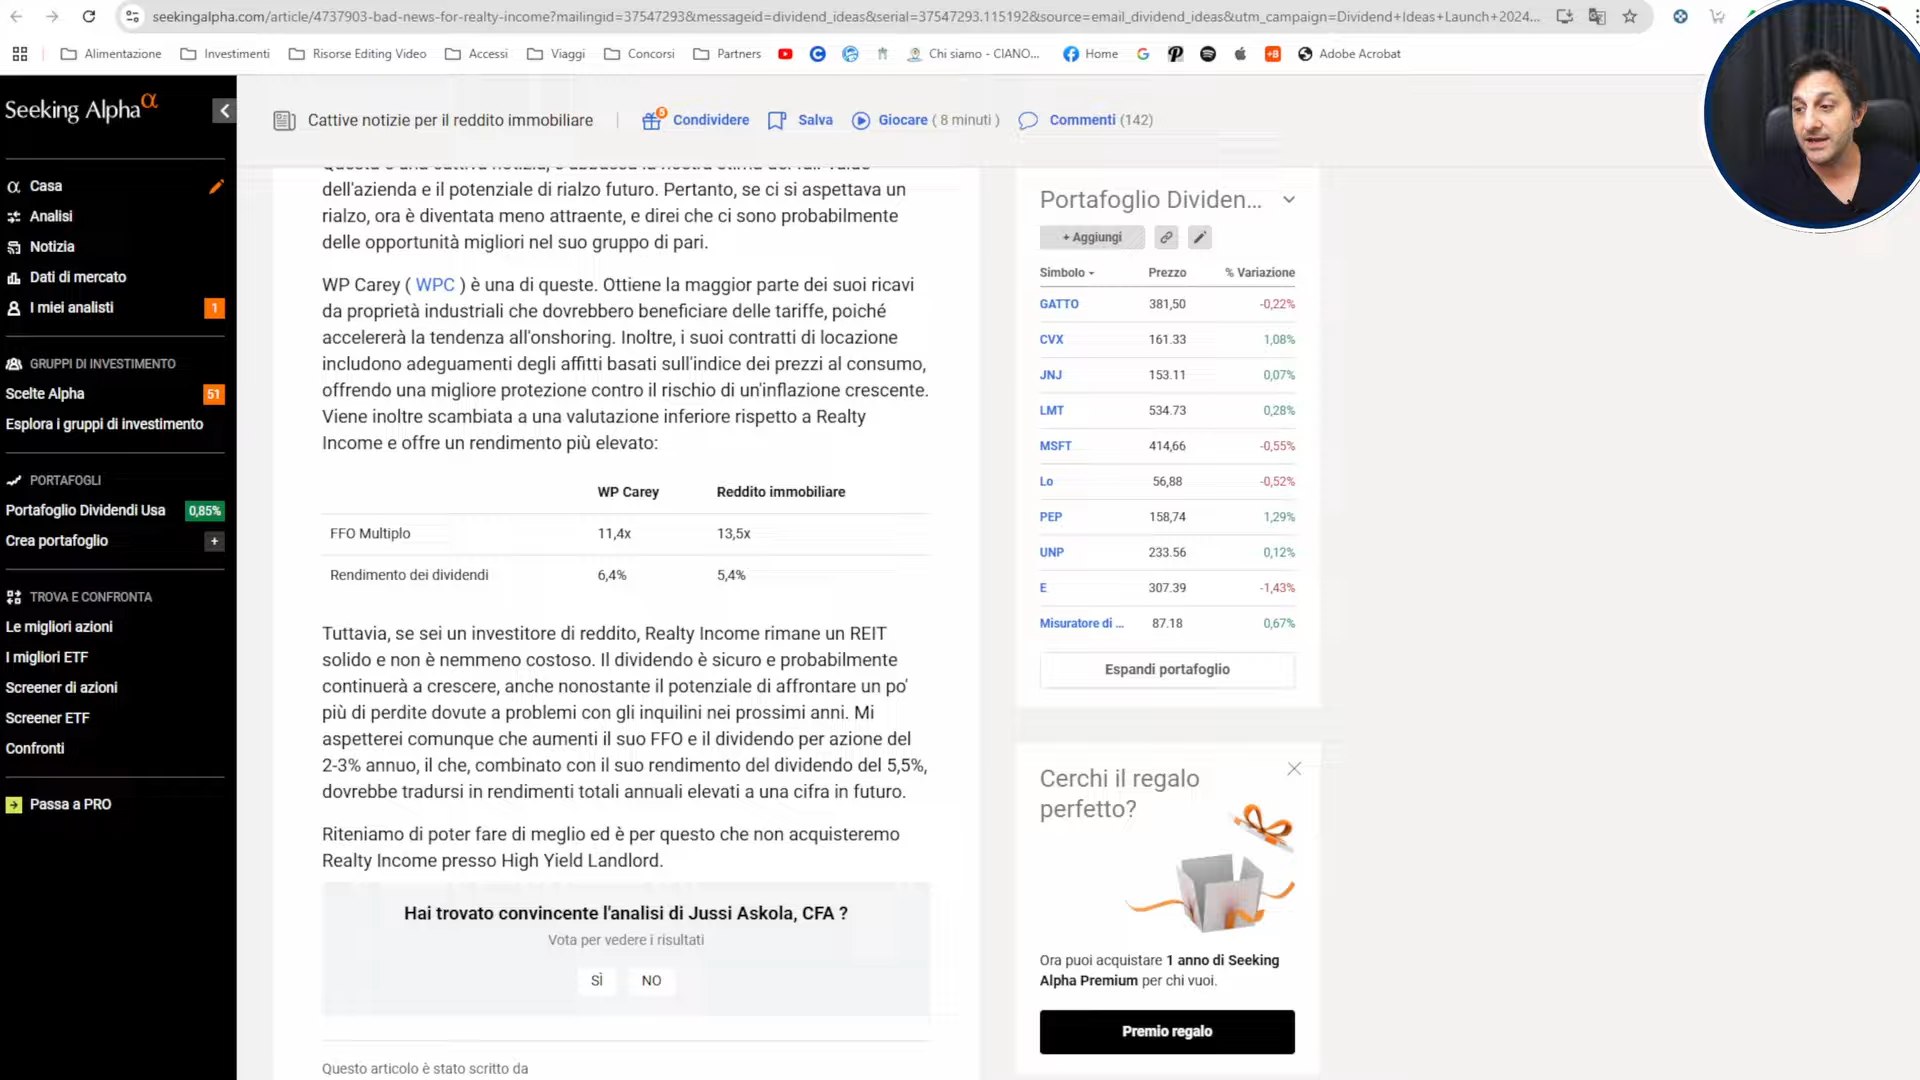 seekingalpha.com/article/4737903-bad-news-for-realty-income?mailingid=37547293&messageid=dividend_ideas&serial=37547293.115192&source=email_dividend_ideas&utm_campaign=Dividend+Ideas+Launch+2024...
Alimentazione
Investimenti
Risorse Editing Video
Accessi
Viaggi
Concorsi
Partners
Chi siamo - CIANO...
Home
Adobe Acrobat
Seeking Alpha α
Casa
Analisi
Notizia
Dati di mercato
I miei analisti 1
GRUPPI DI INVESTIMENTO
Scelte Alpha 51
Esplora i gruppi di investimento
PORTAFOGLI
Portafoglio Dividendi Usa 0,85%
Crea portafoglio +
TROVA E CONFRONTA
Le migliori azioni
I migliori ETF
Screener di azioni
Screener ETF
Confronti
Passa a PRO
Cattive notizie per il reddito immobiliare
5 Condividere
Salva
Giocare ( 8 minuti )
Commenti (142)
dell'azienda e il potenziale di rialzo futuro. Pertanto, se ci si aspettava un
rialzo, ora è diventata meno attraente, e direi che ci sono probabilmente
delle opportunità migliori nel suo gruppo di pari.
WP Carey ( WPC ) è una di queste. Ottiene la maggior parte dei suoi ricavi
da proprietà industriali che dovrebbero beneficiare delle tariffe, poiché
accelererà la tendenza all'onshoring. Inoltre, i suoi contratti di locazione
includono adeguamenti degli affitti basati sull'indice dei prezzi al consumo,
offrendo una migliore protezione contro il rischio di un'inflazione crescente.
Viene inoltre scambiata a una valutazione inferiore rispetto a Realty
Income e offre un rendimento più elevato:
WP Carey Reddito immobiliare
FFO Multiplo 11,4x 13,5x
Rendimento dei dividendi 6,4% 5,4%
Tuttavia, se sei un investitore di reddito, Realty Income rimane un REIT
solido e non è nemmeno costoso. Il dividendo è sicuro e probabilmente
continuerà a crescere, anche nonostante il potenziale di affrontare un po'
più di perdite dovute a problemi con gli inquilini nei prossimi anni. Mi
aspetterei comunque che aumenti il suo FFO e il dividendo per azione del
2-3% annuo, il che, combinato con il suo rendimento del dividendo del 5,5%,
dovrebbe tradursi in rendimenti totali annuali elevati a una cifra in futuro.
Riteniamo di poter fare di meglio ed è per questo che non acquisteremo
Realty Income presso High Yield Landlord.
Hai trovato convincente l'analisi di Jussi Askola, CFA ?
Vota per vedere i risultati
SÌ NO
Questo articolo è stato scritto da
Portafoglio Dividen...
+ Aggiungi
Simbolo Prezzo % Variazione
GATTO 381,50 -0,22%
CVX 161.33 1,08%
JNJ 153.11 0,07%
LMT 534.73 0,28%
MSFT 414,66 -0,55%
Lo 56,88 -0,52%
PEP 158,74 1,29%
UNP 233.56 0,12%
E 307.39 -1,43%
Misuratore di ... 87.18 0,67%
Espandi portafoglio
Cerchi il regalo
perfetto?
Ora puoi acquistare 1 anno di Seeking
Alpha Premium per chi vuoi.
Premio regalo